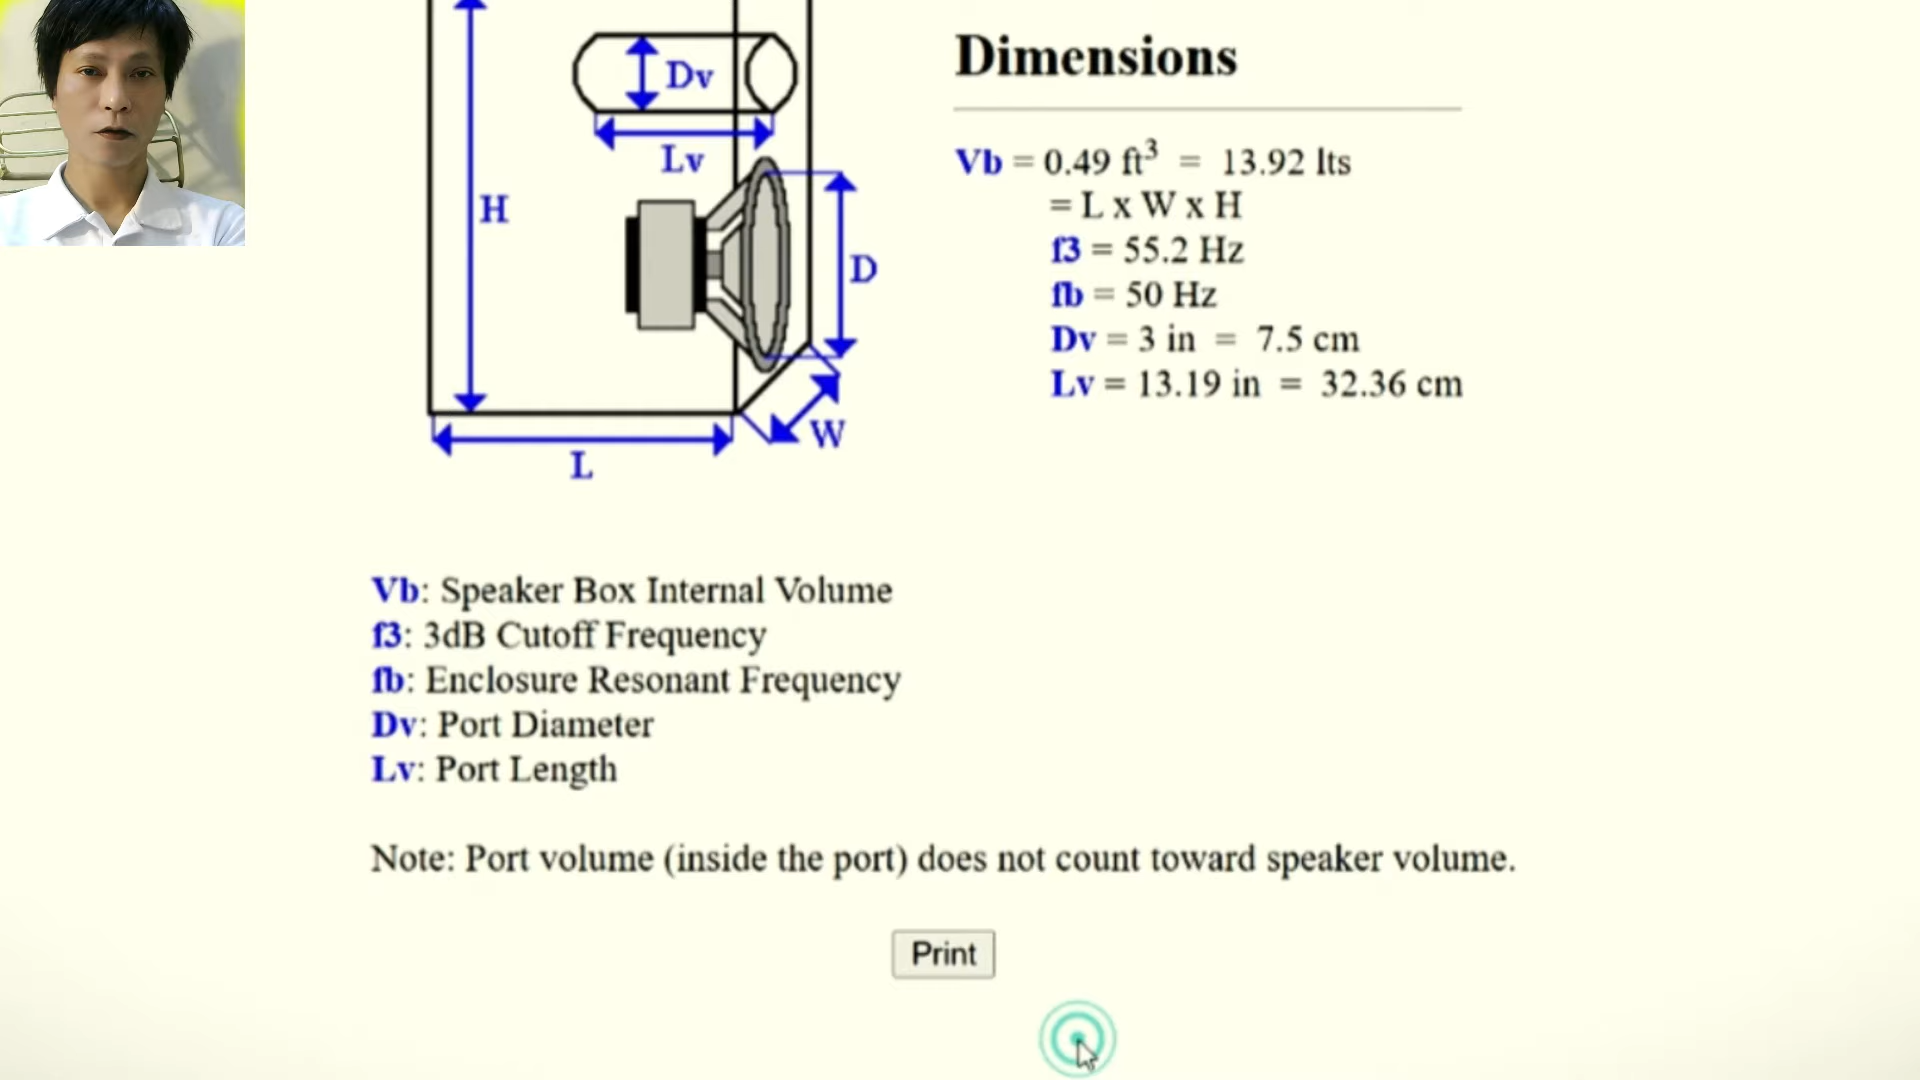 Dv
Lv
H
D
W
L
Dimensions
Vb = 0.49 ft³ = 13.92 lts
= L x W x H
f3 = 55.2 Hz
fb = 50 Hz
Dv = 3 in = 7.5 cm
Lv = 13.19 in = 32.36 cm
Vb: Speaker Box Internal Volume
f3: 3dB Cutoff Frequency
fb: Enclosure Resonant Frequency
Dv: Port Diameter
Lv: Port Length
Note: Port volume (inside the port) does not count toward speaker volume.
Print